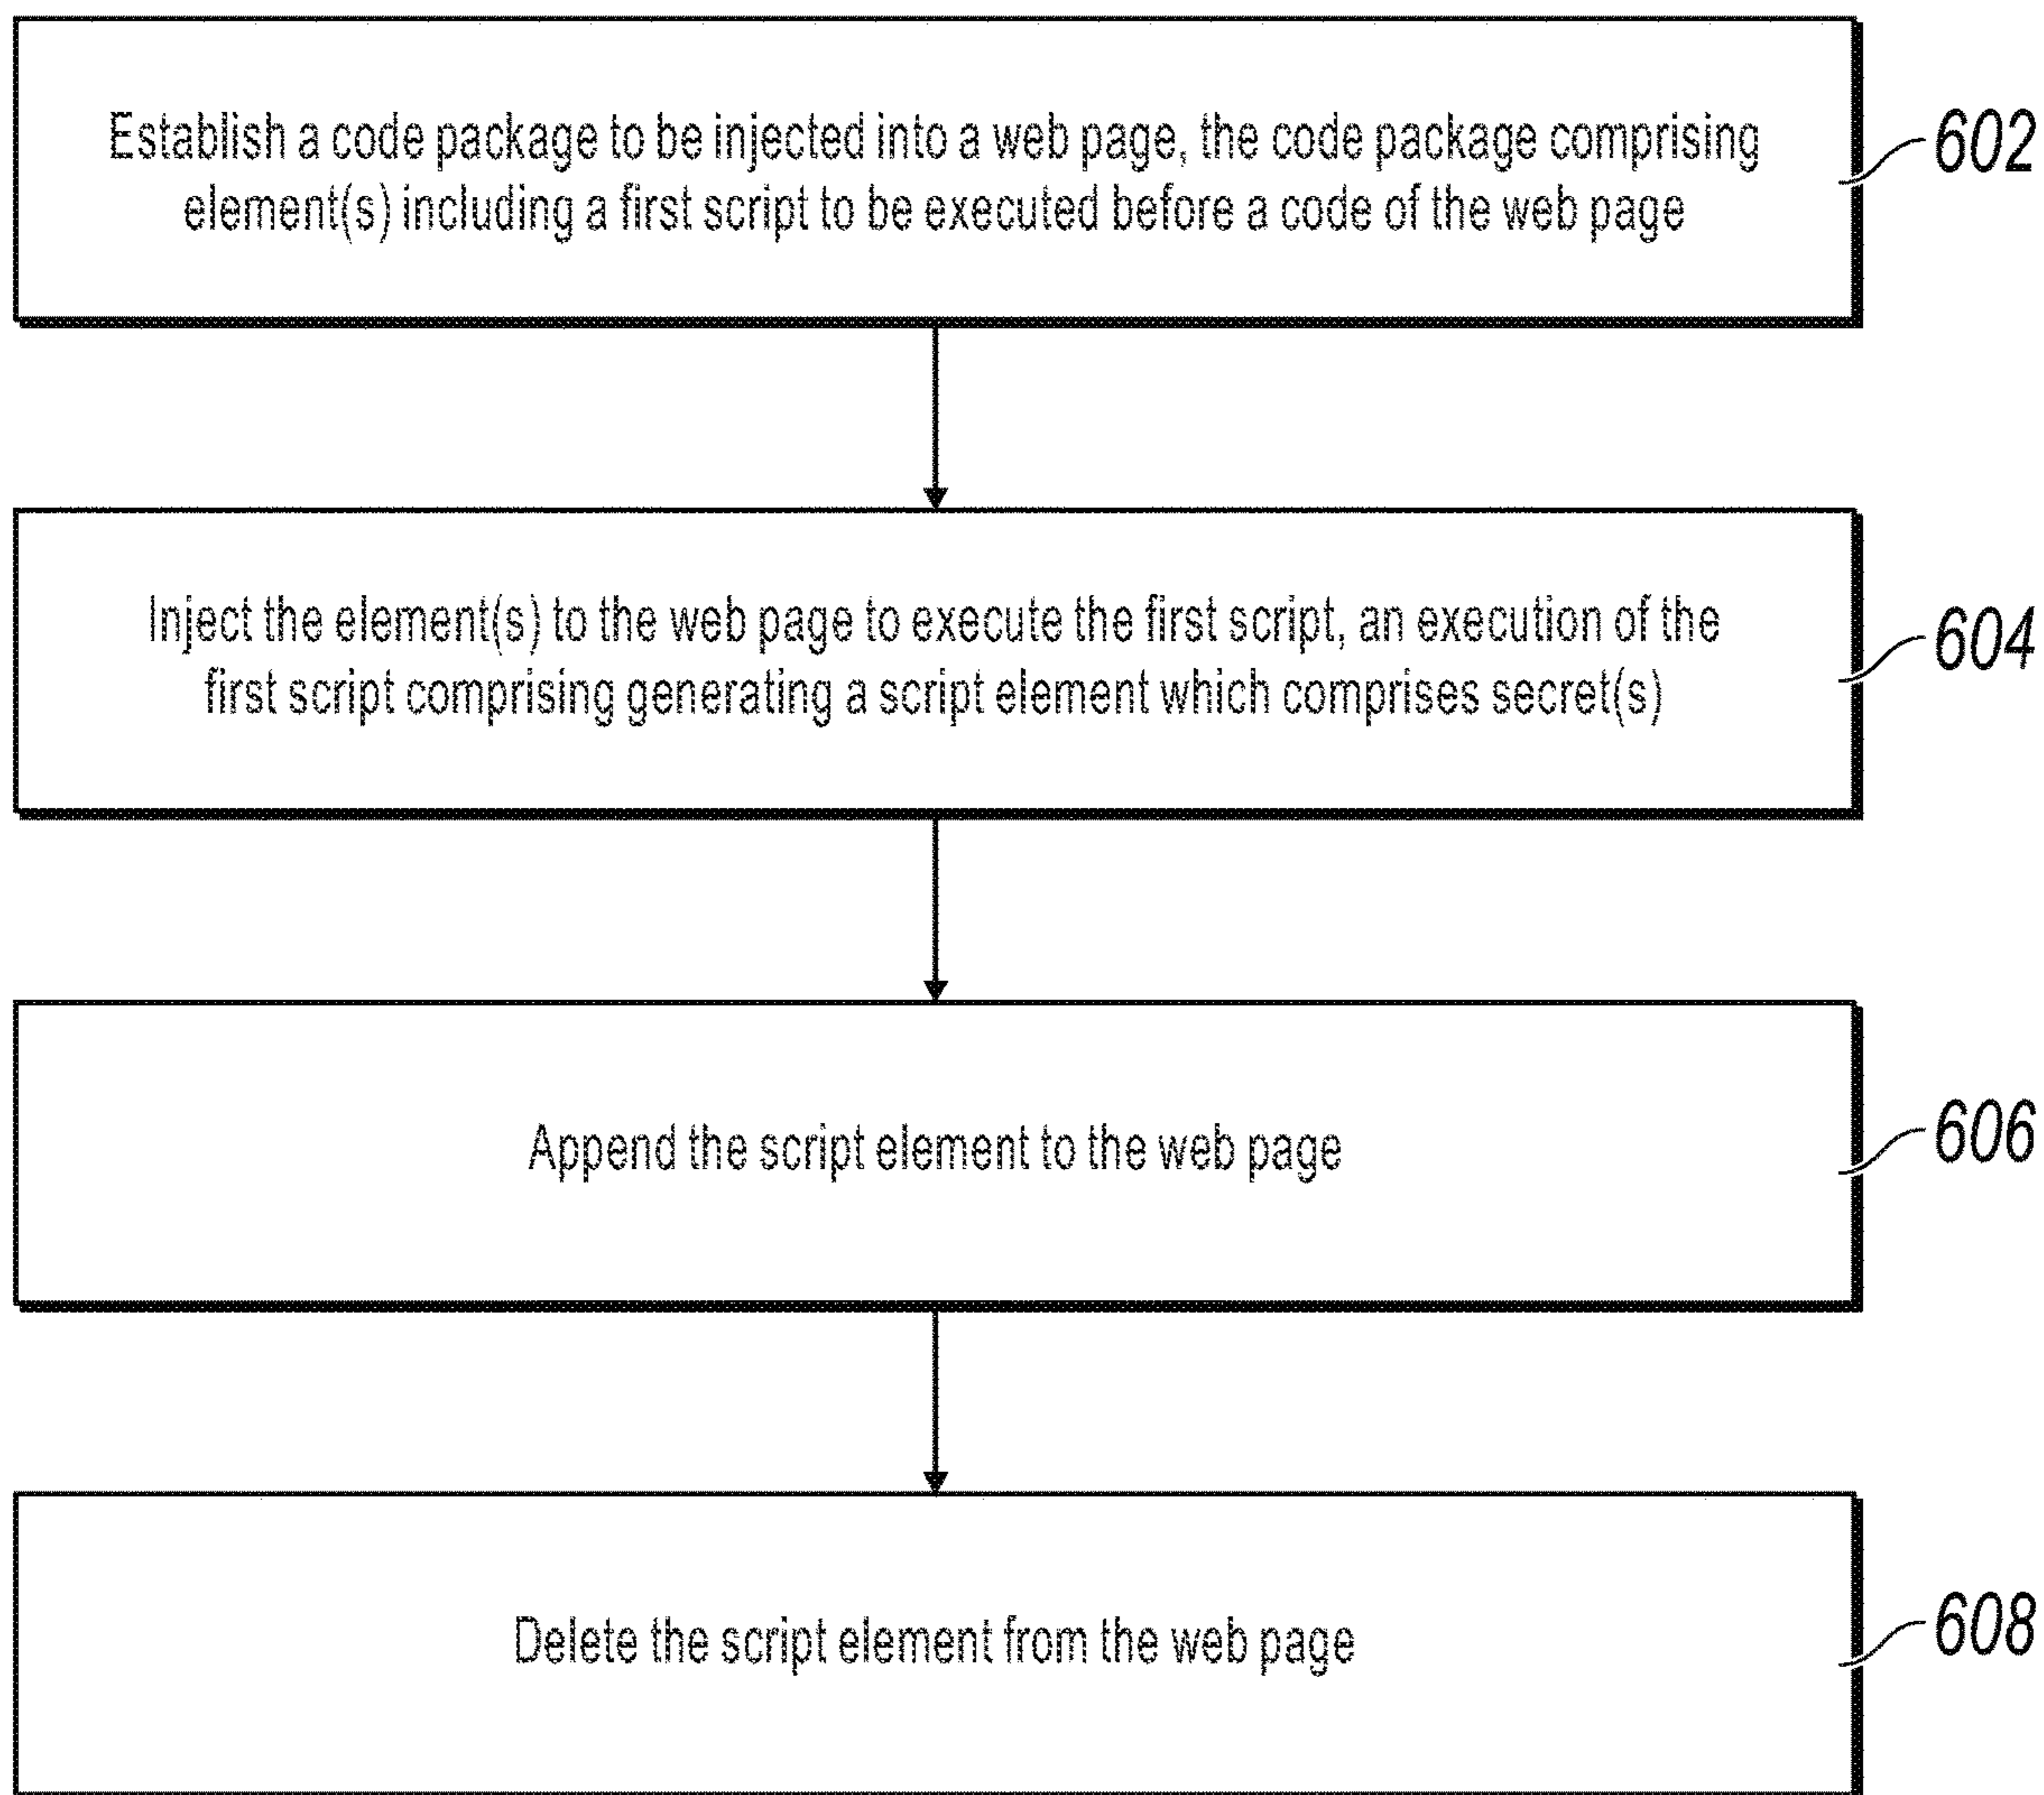 Establish a code package to be injected into a web page, the code package comprising
element(s) including a first script to be executed before a code of the web page
602
Inject the element(s) to the web page to execute the first script, an execution of the
first script comprising generating a script element which comprises secret(s)
604
Append the script element to the web page
606
Delete the script element from the web page
608